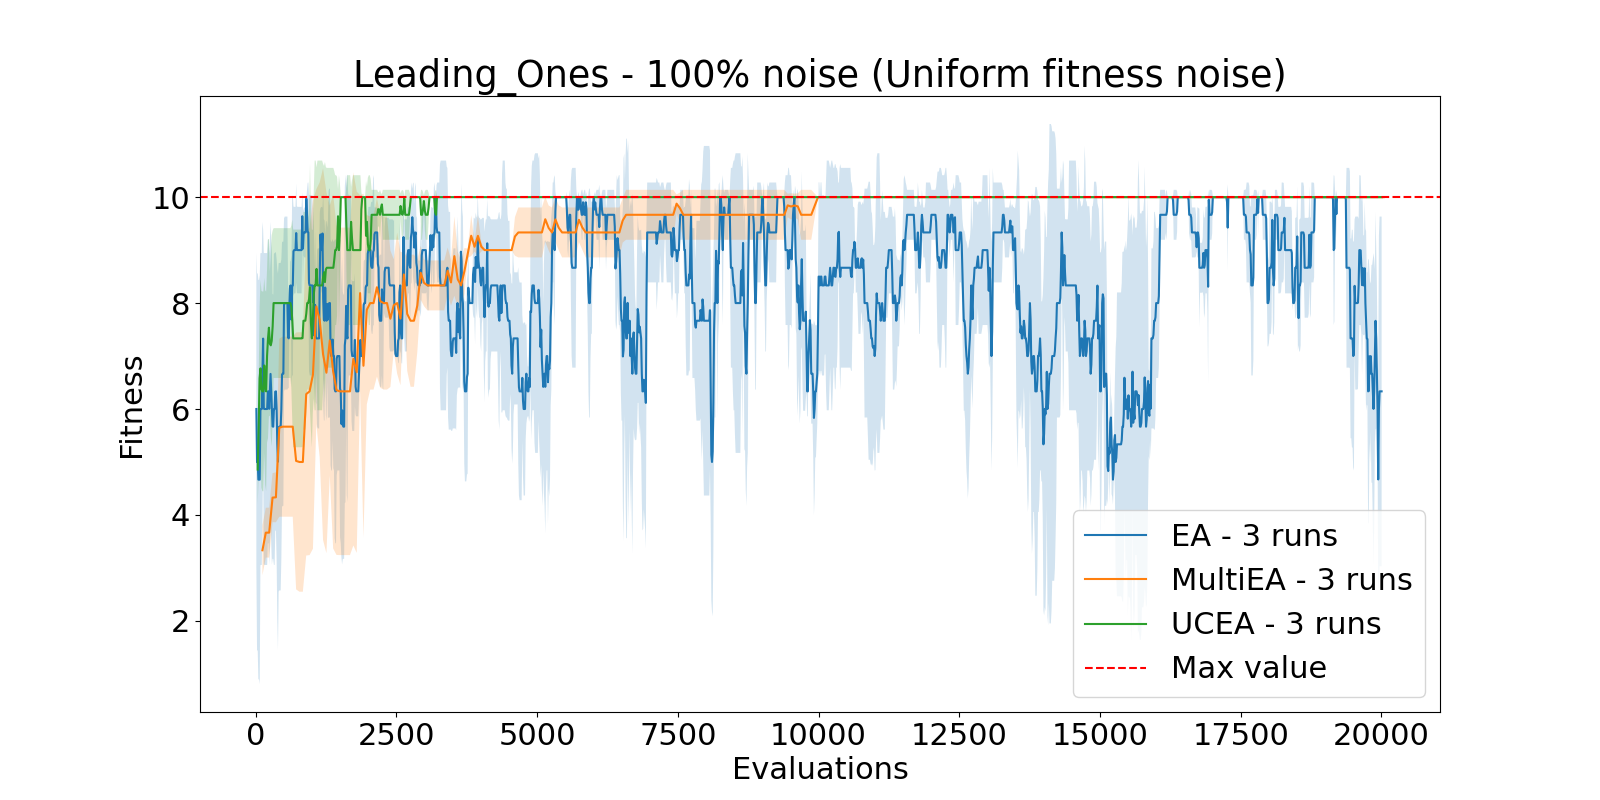 Leading_Ones - 100% noise (Uniform fitness noise)
10
8
6
4
2
Fitness
EA - 3 runs
MultiEA - 3 runs
UCEA - 3 runs
Max value
0 2500 5000 7500 10000 12500 15000 17500 20000
Evaluations